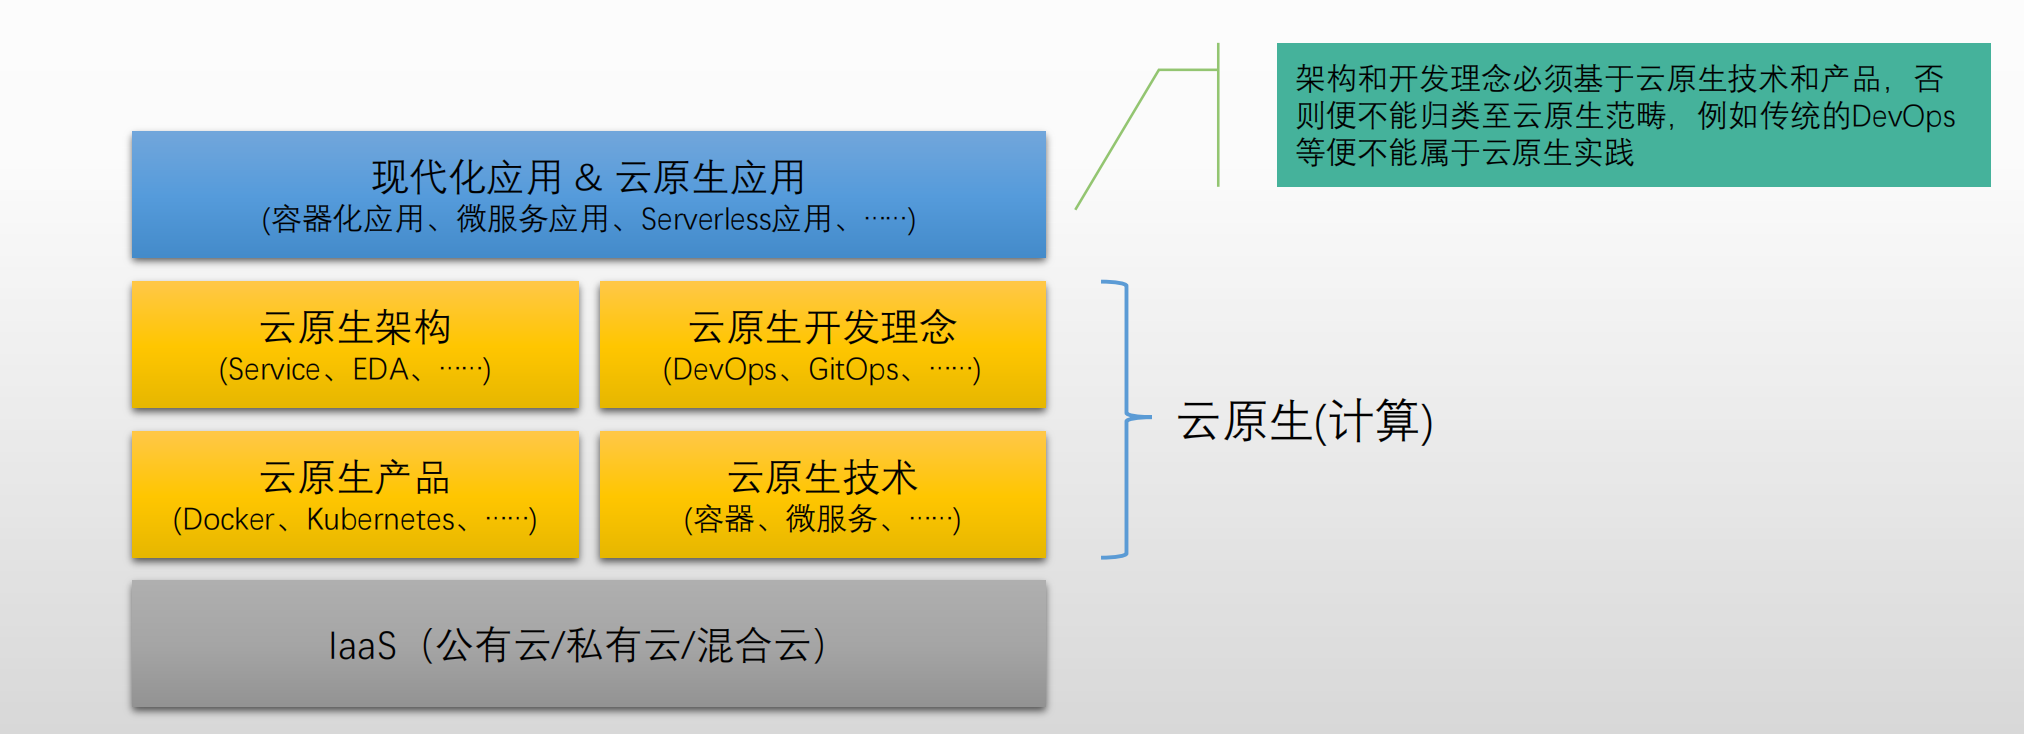 架构和开发理念必须基于云原生技术和产品，否
则便不能归类至云原生范畴，例如传统的DevOps
等便不能属于云原生实践
现代化应用 & 云原生应用
(容器化应用、微服务应用、Serverless应用、……)
云原生架构
(Service、EDA、……)
云原生开发理念
(DevOps、GitOps、……)
云原生(计算)
云原生产品
(Docker、Kubernetes、……)
云原生技术
(容器、微服务、……)
IaaS（公有云/私有云/混合云）